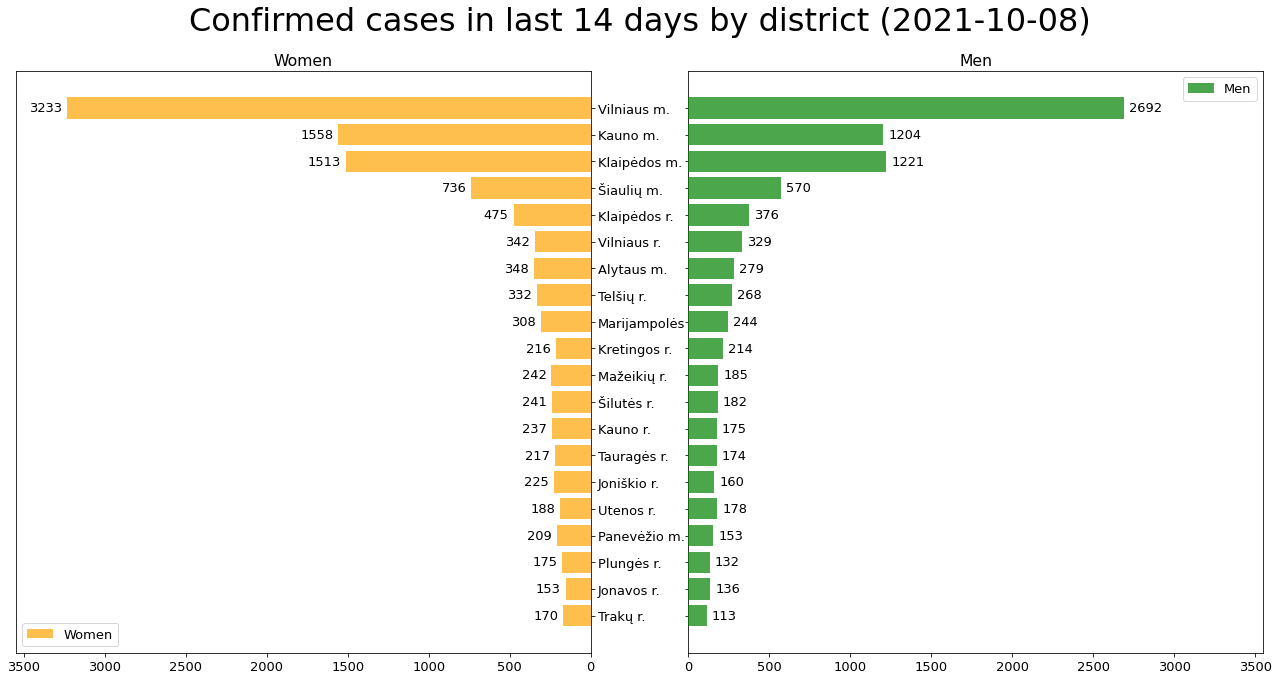 Confirmed cases in last 14 days by district (2021-10-08)
Women
Men
3233 Vilniaus m. 2692
1558 Kauno m. 1204
1513 Klaipėdos m. 1221
736 Šiaulių m. 570
475 Klaipėdos r. 376
342 Vilniaus r. 329
348 Alytaus m. 279
332 Telšių r. 268
308 Marijampolės 244
216 Kretingos r. 214
242 Mažeikių r. 185
241 Šilutės r. 182
237 Kauno r. 175
217 Tauragės r. 174
225 Joniškio r. 160
188 Utenos r. 178
209 Panevėžio m. 153
175 Plungės r. 132
153 Jonavos r. 136
170 Trakų r. 113
Women
Men
3500 3000 2500 2000 1500 1000 500 0
0 500 1000 1500 2000 2500 3000 3500